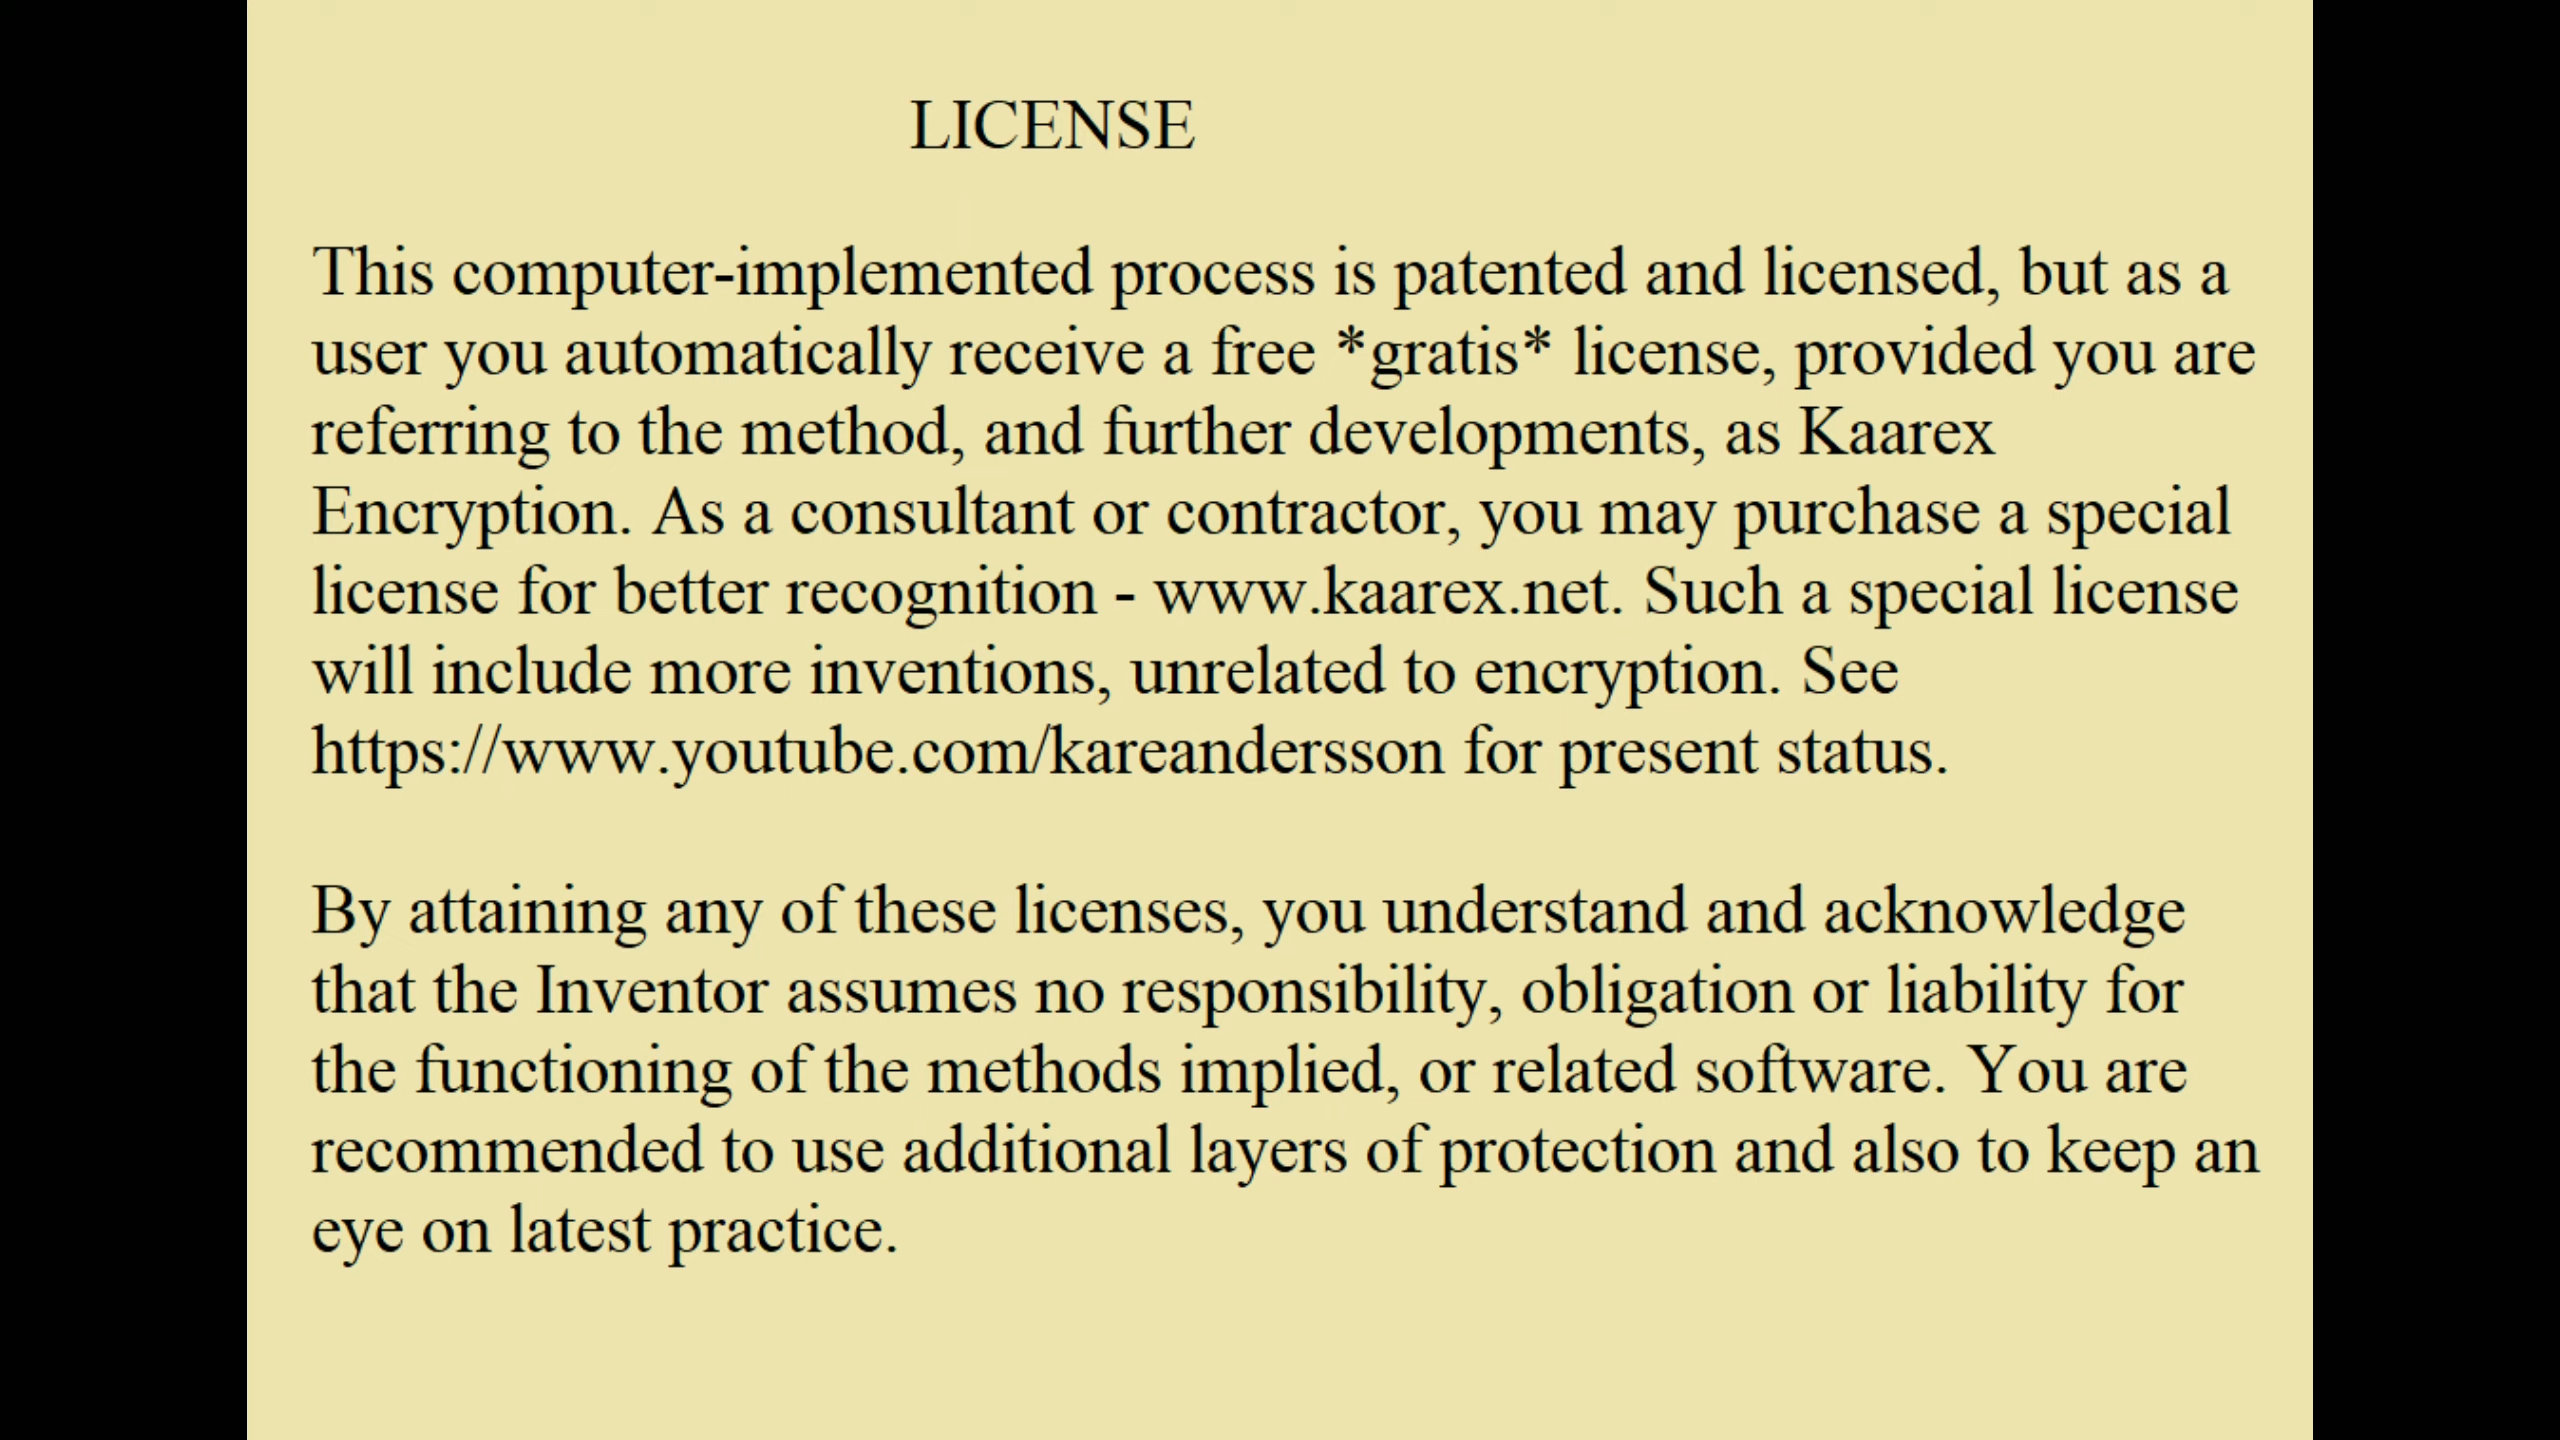 LICENSE
This computer-implemented process is patented and licensed, but as a
user you automatically receive a free *gratis* license, provided you are
referring to the method, and further developments, as Kaarex
Encryption. As a consultant or contractor, you may purchase a special
license for better recognition - www.kaarex.net. Such a special license
will include more inventions, unrelated to encryption. See
https://www.youtube.com/kareandersson for present status.
By attaining any of these licenses, you understand and acknowledge
that the Inventor assumes no responsibility, obligation or liability for
the functioning of the methods implied, or related software. You are
recommended to use additional layers of protection and also to keep an
eye on latest practice.